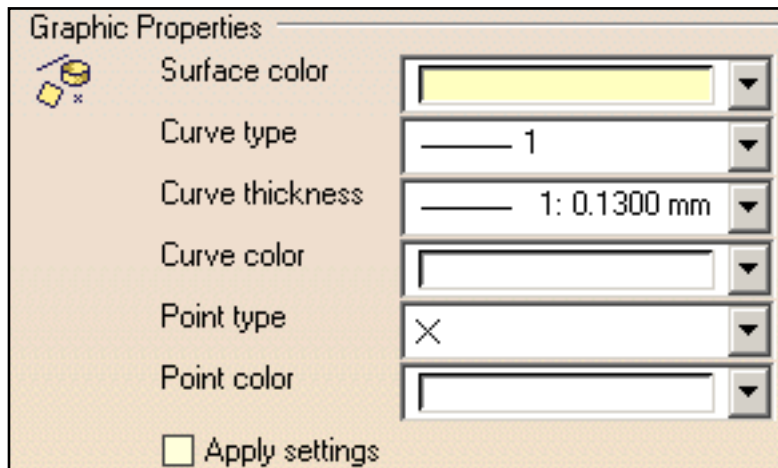 Graphic Properties
Surface color
Curve type 1
Curve thickness 1: 0.1300 mm
Curve color
Point type
Point color
Apply settings